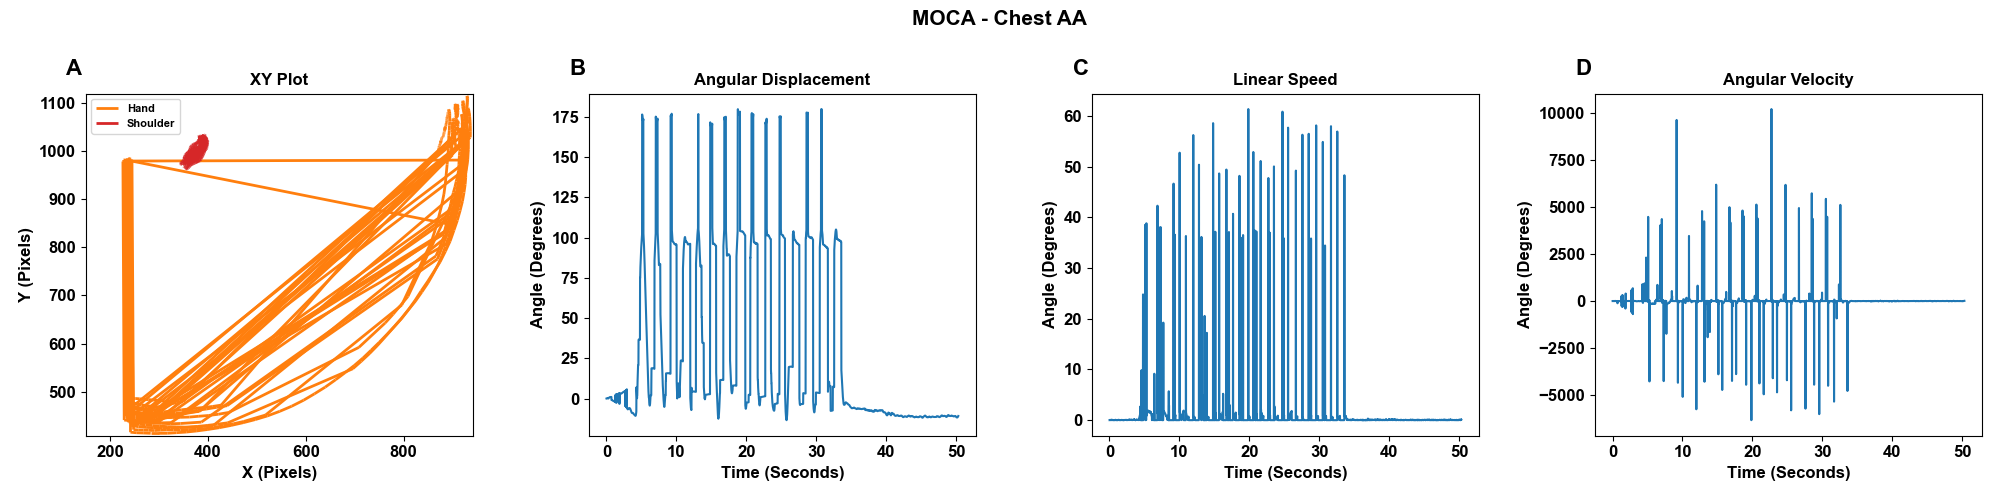 MOCA - Chest AA
A
XY Plot
Hand
Shoulder
1100
1000
900
800
700
600
500
Y (Pixels)
200
400
600
800
X (Pixels)
B
Angular Displacement
175
150
125
100
75
50
25
0
Angle (Degrees)
0
10
20
30
40
50
Time (Seconds)
C
Linear Speed
60
50
40
30
20
10
0
Angle (Degrees)
0
10
20
30
40
50
Time (Seconds)
D
Angular Velocity
10000
7500
5000
2500
0
−2500
−5000
Angle (Degrees)
0
10
20
30
40
50
Time (Seconds)